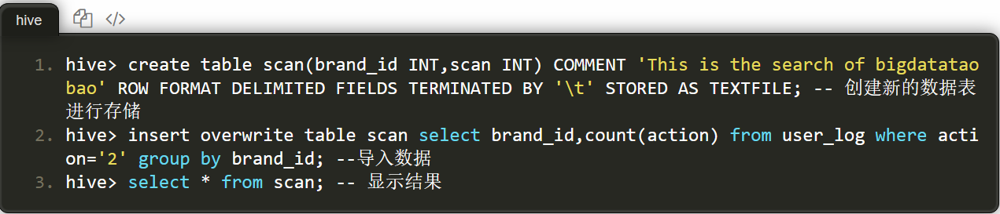 hive
1. hive> create table scan(brand_id INT,scan INT) COMMENT 'This is the search of bigdatatao
bao' ROW FORMAT DELIMITED FIELDS TERMINATED BY '\t' STORED AS TEXTFILE; -- 创建新的数据表
进行存储
2. hive> insert overwrite table scan select brand_id,count(action) from user_log where acti
on='2' group by brand_id; --导入数据
3. hive> select * from scan; -- 显示结果